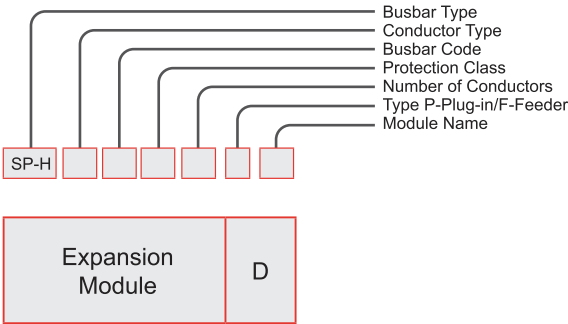 Busbar Type
Conductor Type
Busbar Code
Protection Class
Number of Conductors
Type P-Plug-in/F-Feeder
Module Name
SP-H
Expansion
Module
D